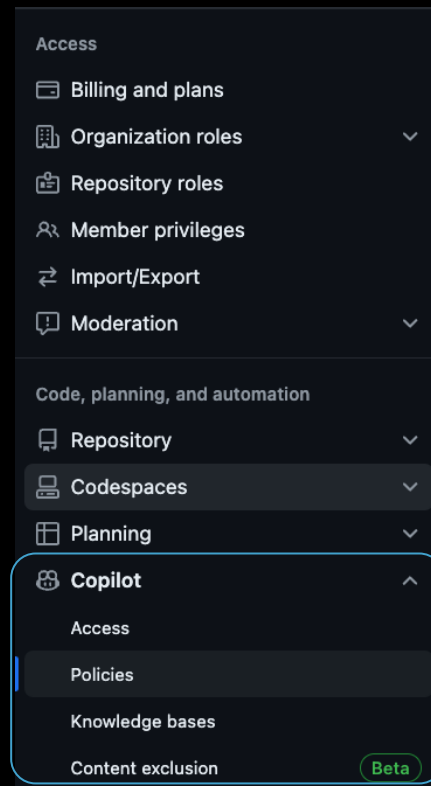 Access
Billing and plans
Organization roles
Repository roles
Member privileges
Import/Export
Moderation
Code, planning, and automation
Repository
Codespaces
Planning
Copilot
Access
Policies
Knowledge bases
Content exclusion Beta